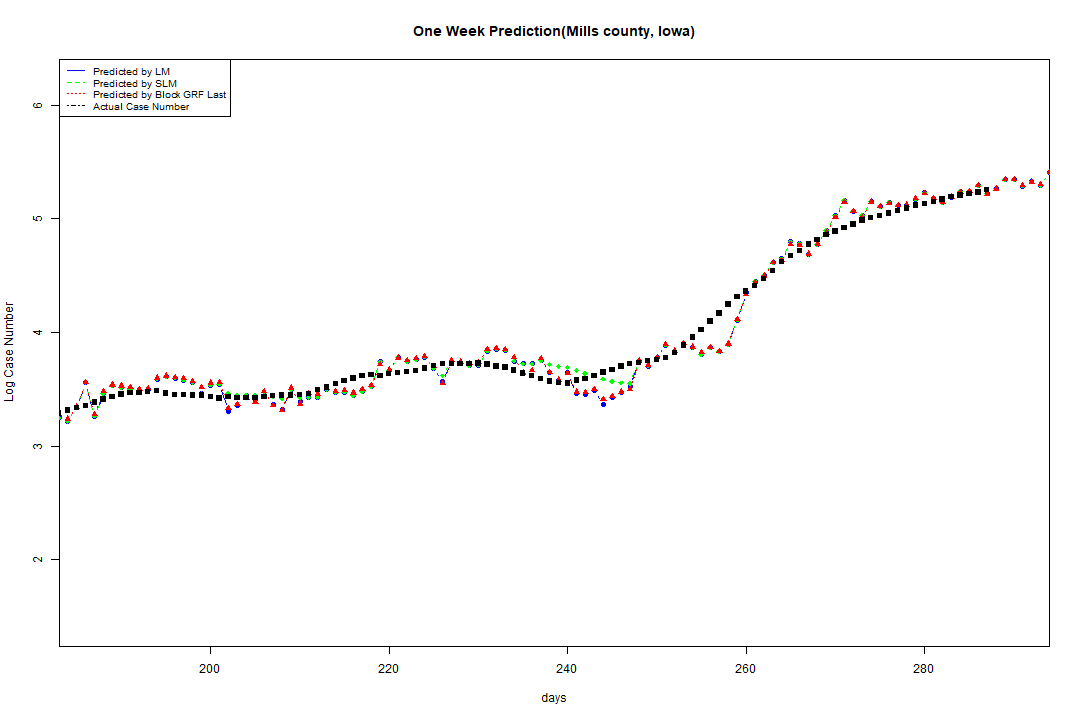 One Week Prediction(Mills county, Iowa)
Predicted by LM
Predicted by SLM
Predicted by Block GRF Last
Actual Case Number
6
5
4
3
2
Log Case Number
200 220 240 260 280
days